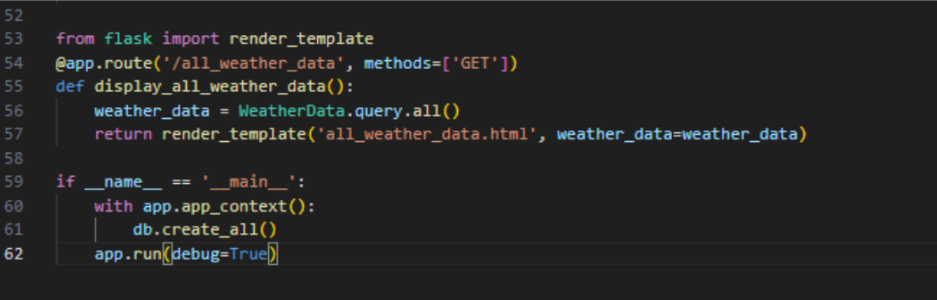 52
53 from flask import render_template
54 @app.route('/all_weather_data', methods=['GET'])
55 def display_all_weather_data():
56     weather_data = WeatherData.query.all()
57     return render_template('all_weather_data.html', weather_data=weather_data)
58
59 if __name__ == '__main__':
60     with app.app_context():
61         db.create_all()
62     app.run(debug=True)